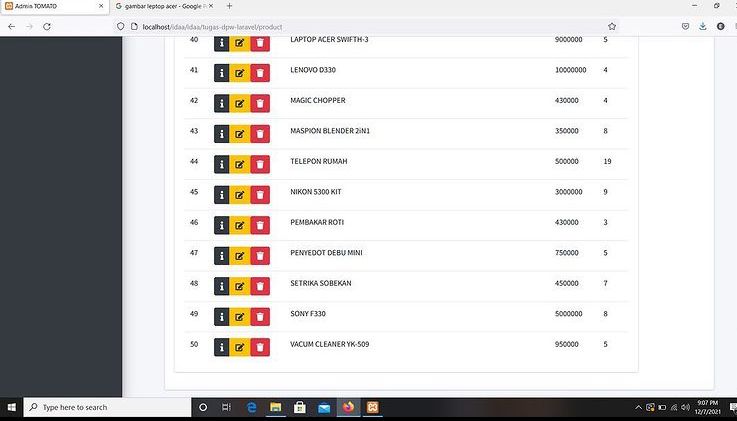 Admin TOMATO
gambar leptop acer - Google P
localhost/idaa/idaa/tugas-dpw-laravel/product
40 LAPTOP ACER SWIFTH-3 9000000 5
41 LENOVO D330 10000000 4
42 MAGIC CHOPPER 430000 4
43 MASPION BLENDER 2iN1 350000 8
44 TELEPON RUMAH 500000 19
45 NIKON 5300 KIT 3000000 9
46 PEMBAKAR ROTI 430000 3
47 PENYEDOT DEBU MINI 750000 5
48 SETRIKA SOBEKAN 450000 7
49 SONY F330 5000000 8
50 VACUM CLEANER YK-509 950000 5
Type here to search
9:07 PM
12/7/2021